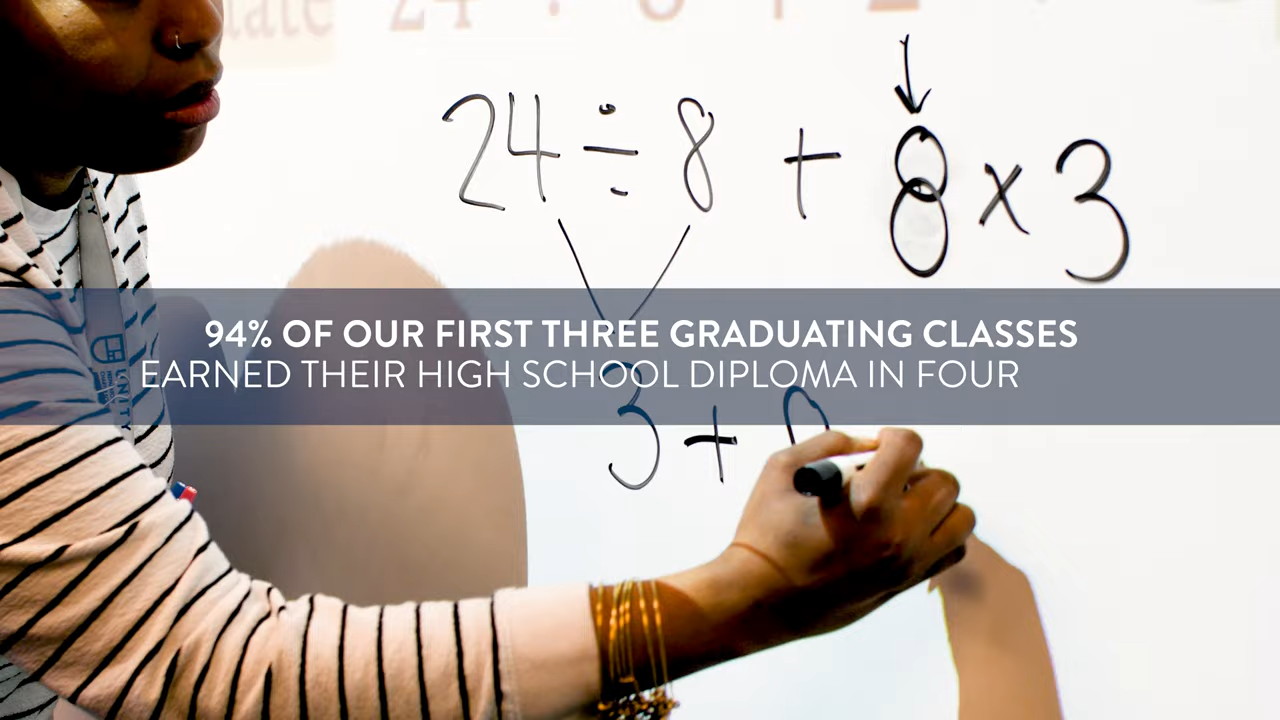 24 ÷ 8 + 8 x 3
94% OF OUR FIRST THREE GRADUATING CLASSES
EARNED THEIR HIGH SCHOOL DIPLOMA IN FOUR
3 +